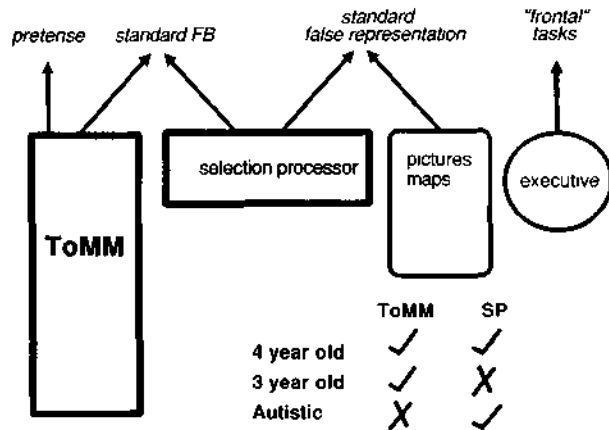 pretense
standard FB
standard
false representation
"frontal"
tasks
ToMM
selection processor
pictures
maps
executive
ToMM SP
4 year old ✓ ✓
3 year old ✓ X
Autistic X ✓